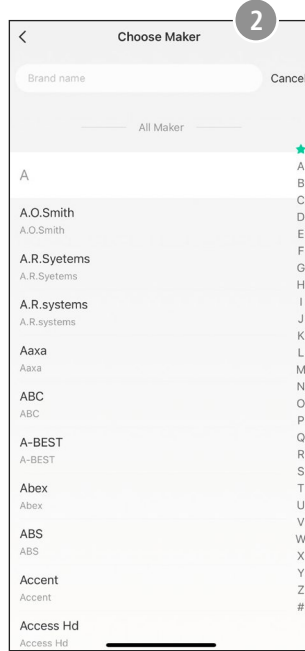 2
Choose Maker
Brand name
Cancel
All Maker
A
A.O.Smith
A.O.Smith
A.R.Syetems
A.R.Syetems
A.R.systems
A.R.systems
Aaxa
Aaxa
ABC
ABC
A-BEST
A-BEST
Abex
Abex
ABS
ABS
Accent
Accent
Access Hd
Access Hd
A
B
C
D
E
F
G
H
I
J
K
L
M
N
O
P
Q
R
S
T
U
V
W
X
Y
Z
#